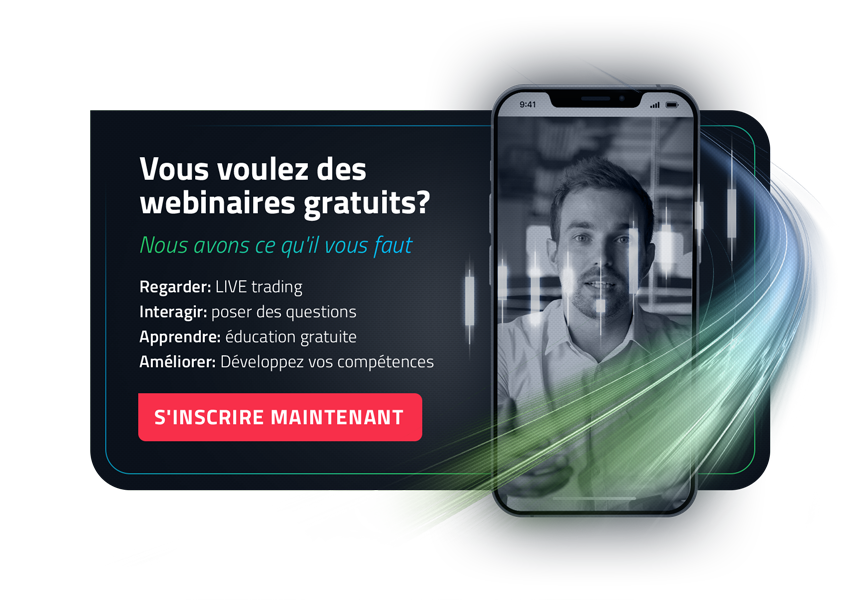 Vous voulez des
webinaires gratuits?
Nous avons ce qu'il vous faut
Regarder: LIVE trading
Interagir: poser des questions
Apprendre: éducation gratuite
Améliorer: Développez vos compétences
S'INSCRIRE MAINTENANT
9:41